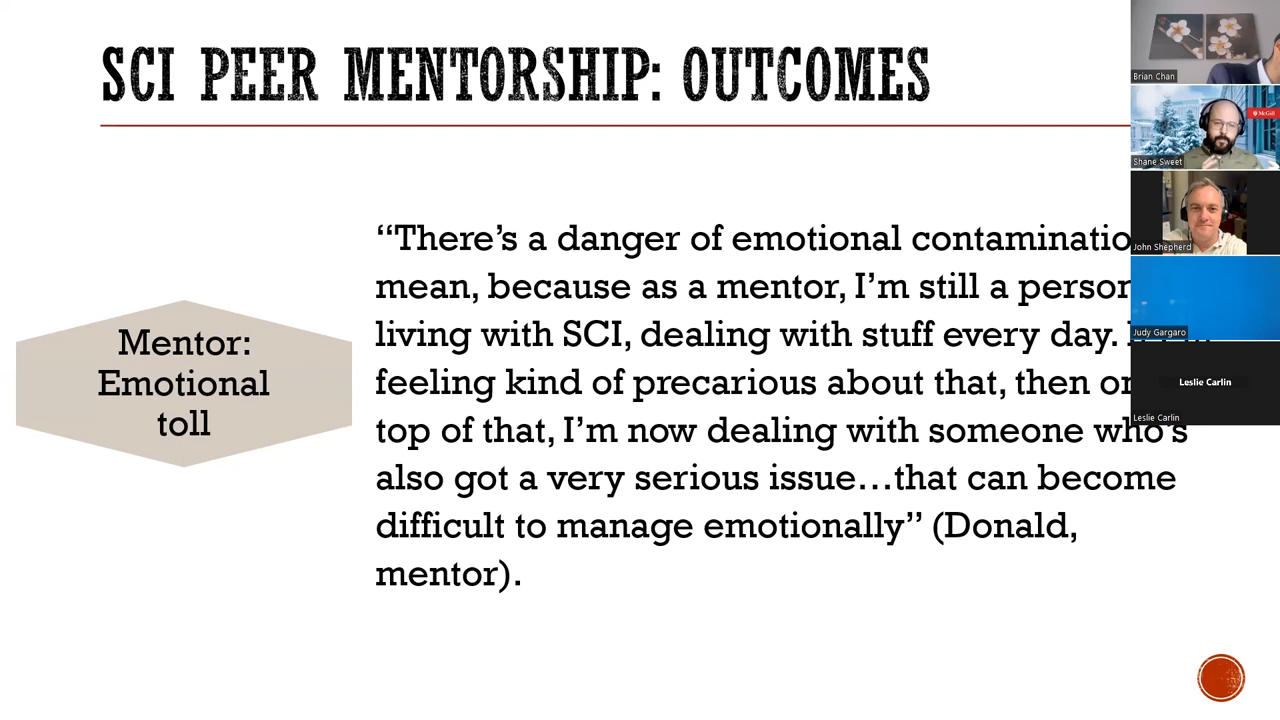 SCI PEER MENTORSHIP: OUTCOMES
Mentor:
Emotional
toll
“There’s a danger of emotional
mean, because as a mentor, I’m still a person
living with SCI, dealing with stuff every day.
feeling kind of precarious about that, then
top of that, I’m now dealing with someone who’s
also got a very serious issue…that can become
difficult to manage emotionally” (Donald,
mentor).
Brian Chan
McGill
Shane Sweet
John Shepherd
Judy Gargaro
Leslie Carlin
Leslie Carlin